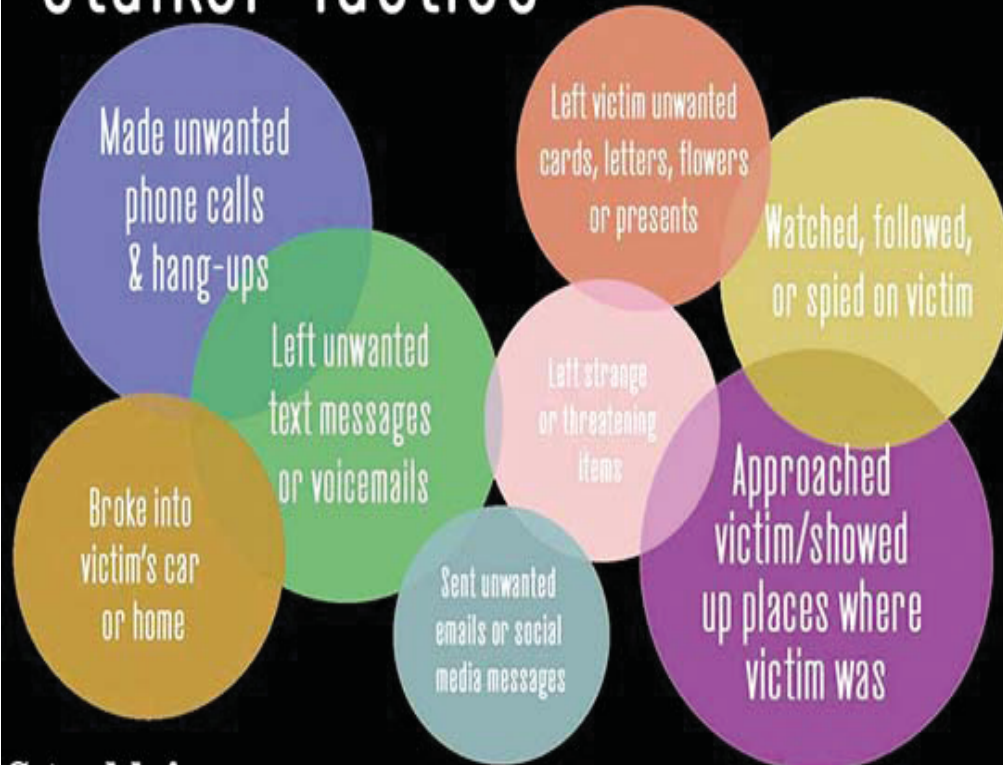 Stalker Tactics
Made unwanted
phone calls
& hang-ups
Left victim unwanted
cards, letters, flowers
or presents
Watched, followed,
or spied on victim
Left unwanted
text messages
or voicemails
Left strange
or threatening
items
Approached
victim/showed
up places where
victim was
Broke into
victim's car
or home
Sent unwanted
emails or social
media messages